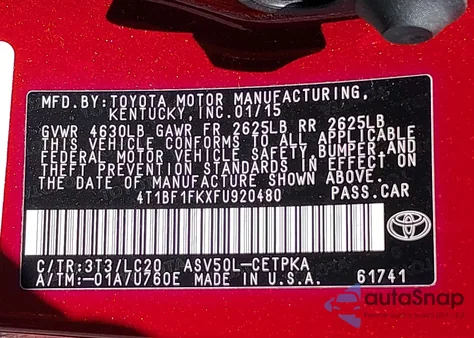 MFD.BY:TOYOTA MOTOR MANUFACTURING,
KENTUCKY, INC.01/15
GVWR 4630LB GAWR FR 2625LB RR 2625LB
THIS VEHICLE CONFORMS TO ALL APPLICABLE
FEDERAL MOTOR VEHICLE SAFETY, BUMPER, AND
THEFT PREVENTION STANDARDS IN EFFECT ON
THE DATE OF MANUFACTURE SHOWN ABOVE.
4T1BF1FKXFU920480 PASS.CAR
C/TR:3T3/LC20 ASV50L-CETPKA
A/TM:-01A/U760E MADE IN U.S.A. 61741
autoSnap